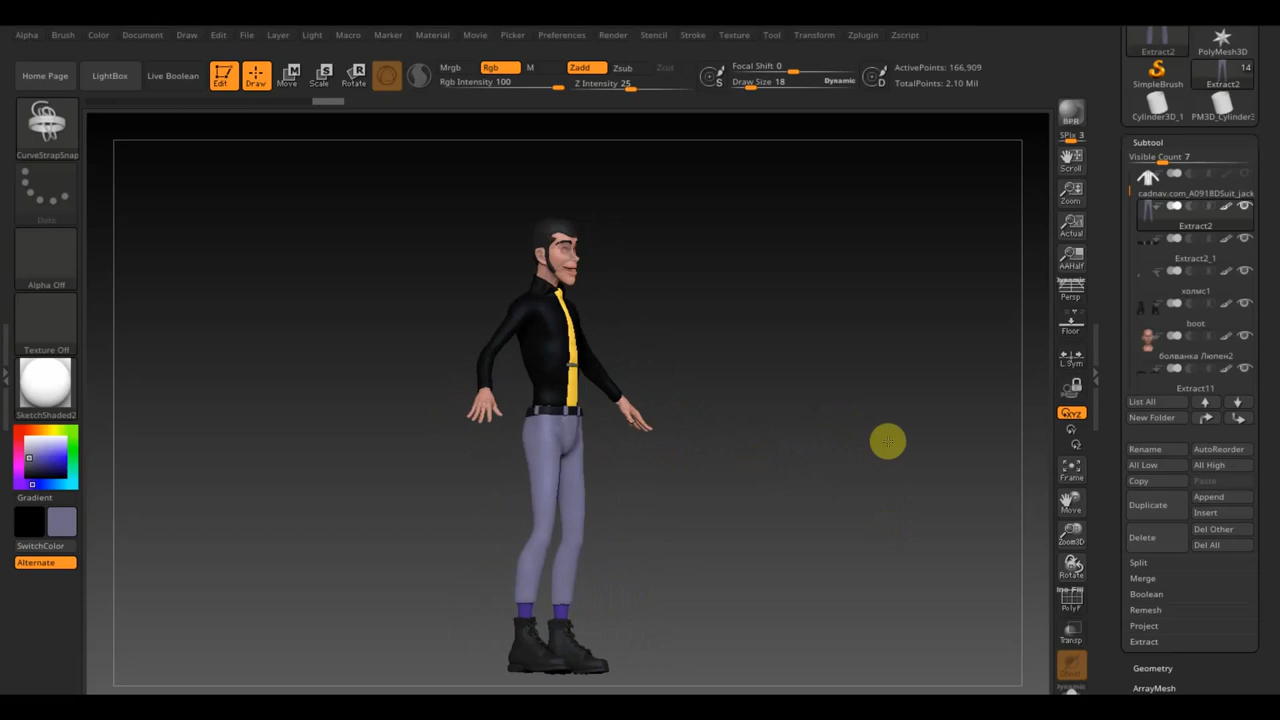 Alpha Brush Color Document Draw Edit File Layer Light Macro Marker Material Movie Picker Preferences Render Stencil Stroke Texture Tool Transform Zplugin Zscript
Home Page
LightBox
Live Boolean
Edit
Draw
Move
Scale
Rotate
Mrgb Rgb M
Rgb Intensity 100
Zadd Zsub Zcut
Z Intensity 25
S
Focal Shift 0
Draw Size 18
Dynamic
D
ActivePoints: 166,909
TotalPoints: 2.10 Mil
CurveStrapSnap
Dots
Alpha Off
Texture Off
SketchShaded2
Gradient
SwitchColor
Alternate
BPR
SPix 3
Scroll
Zoom
Actual
AAHalf
Dynamic
Persp
Floor
L.Sym
XYZ
Frame
Move
Zoom3D
Rotate
PolyF
Transp
Ghost
Dynamic
Extract2
PolyMesh3D
SimpleBrush
14
Extract2
Cylinder3D_1
PM3D_Cylinder3
Subtool
Visible Count 7
cadnav.com_A0918DSuit_jack
Extract2
Extract2_1
холмс1
boot
болванка Люпен2
Extract11
List All
New Folder
Rename AutoReorder
All Low All High
Copy Paste
Duplicate
Append
Insert
Delete
Del Other
Del All
Split
Merge
Boolean
Remesh
Project
Extract
Geometry
ArrayMesh